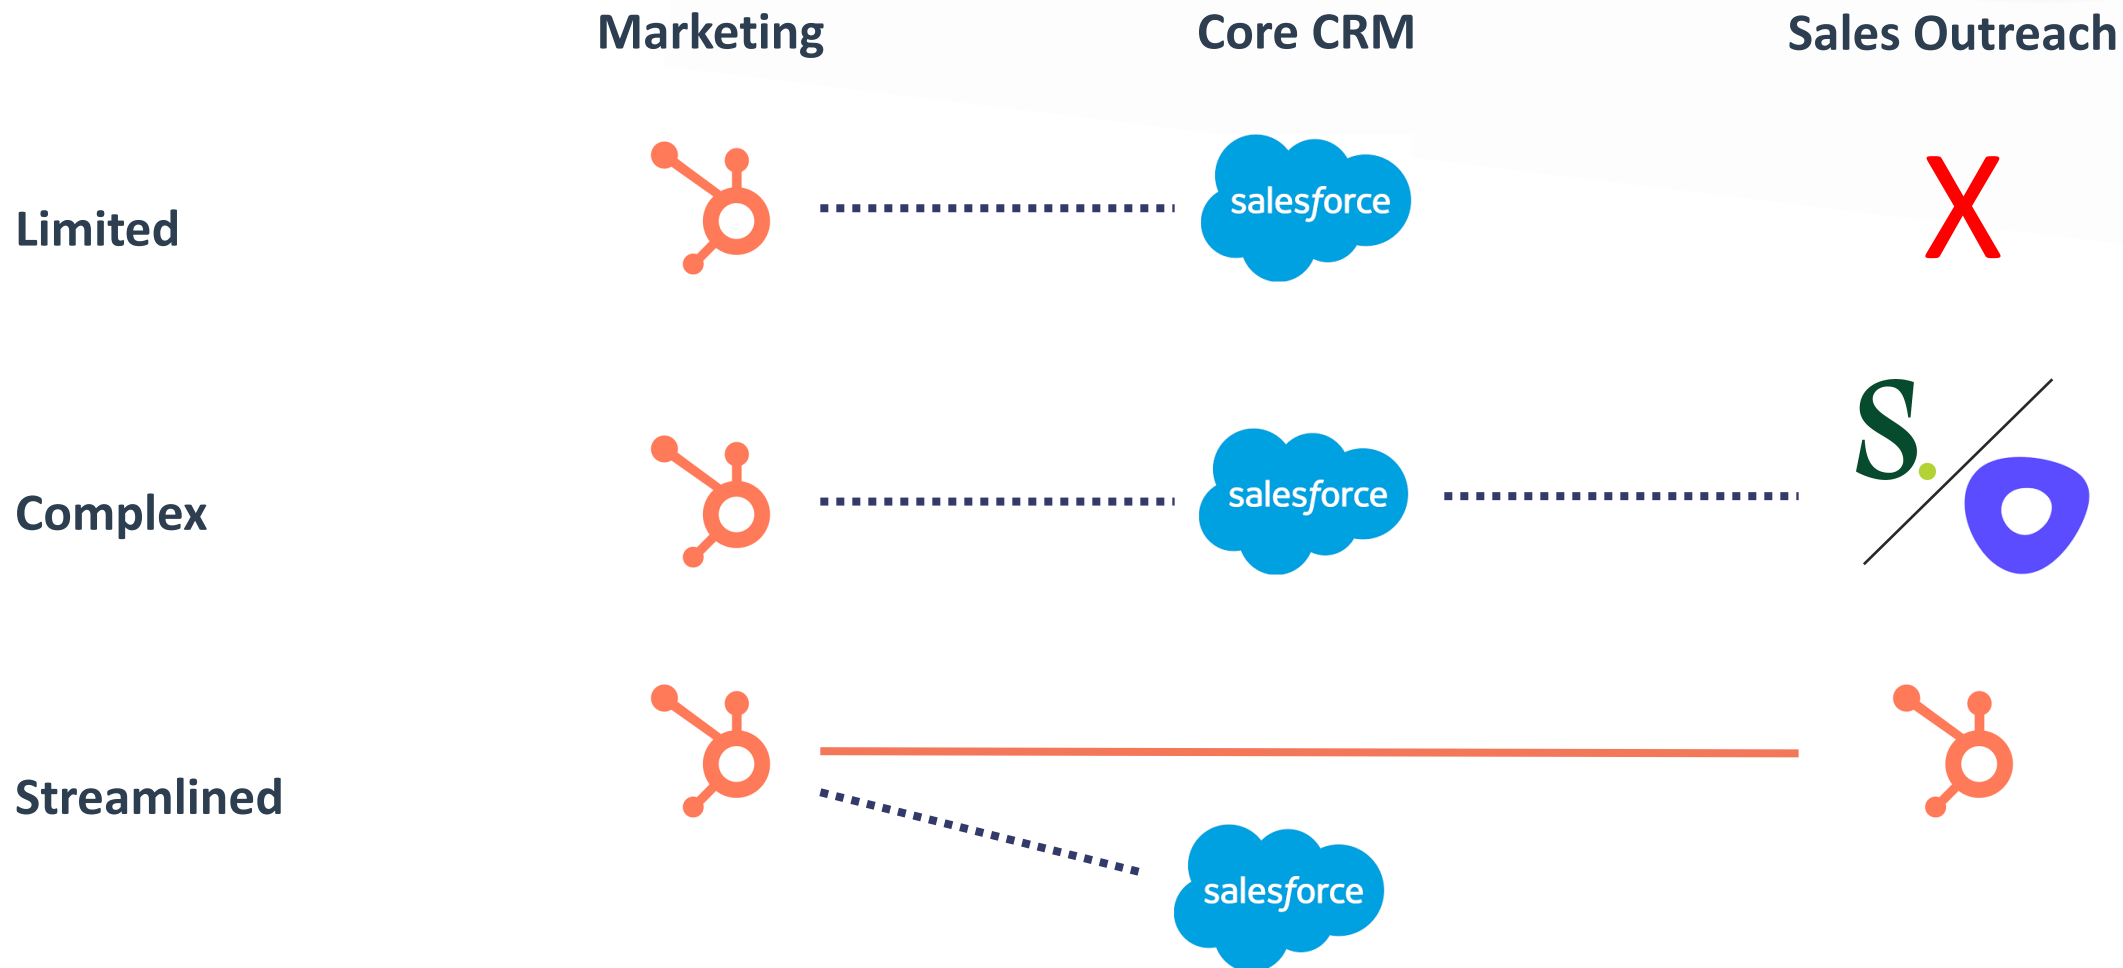 Marketing Core CRM Sales Outreach
Limited
salesforce
X
Complex
salesforce
S.
Streamlined
salesforce